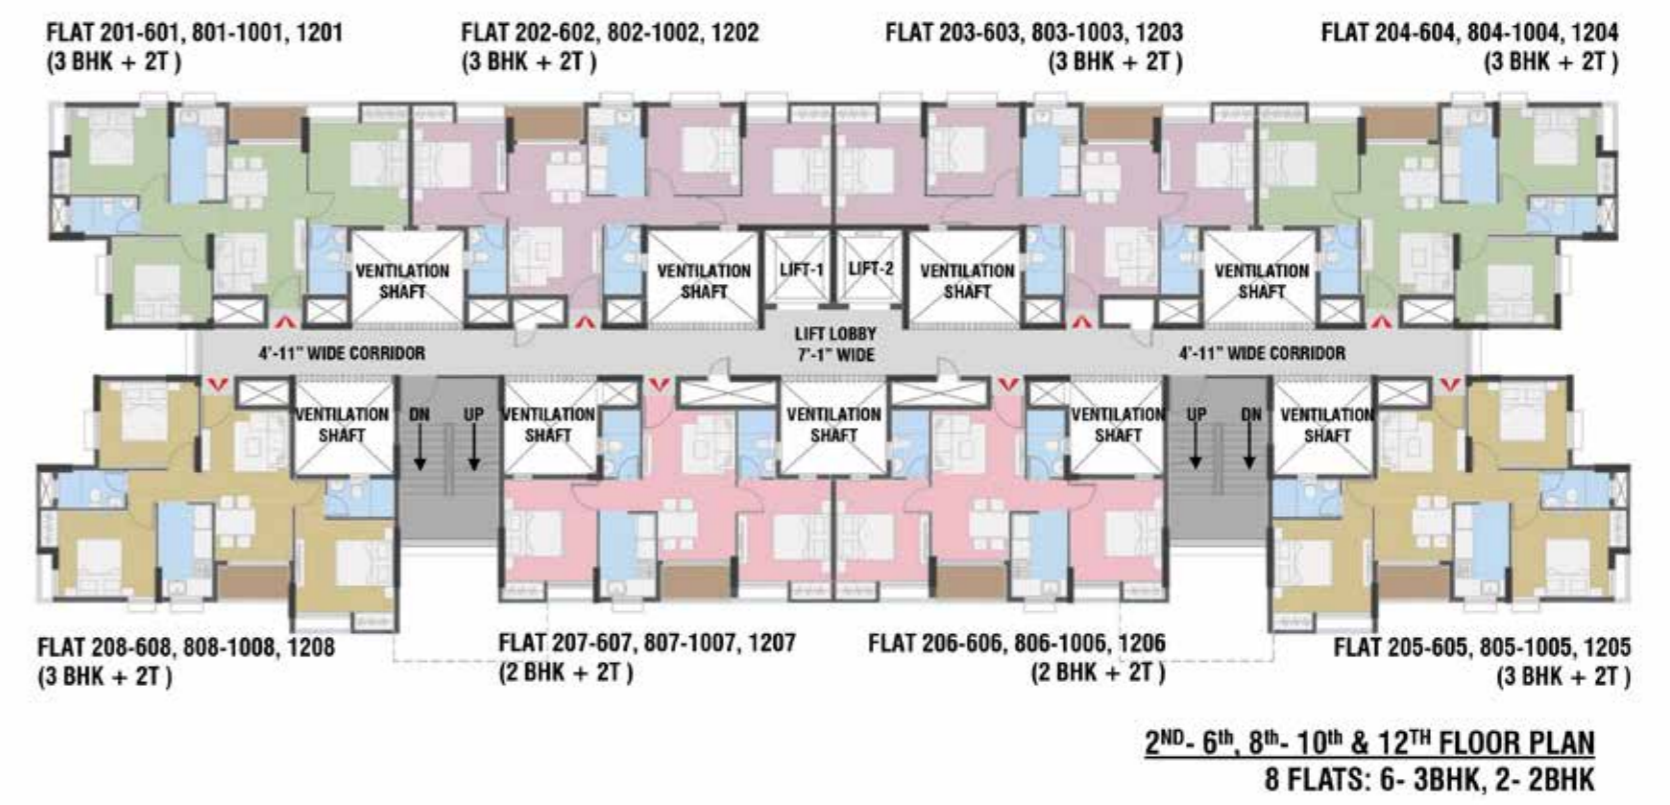 FLAT 201-601, 801-1001, 1201
(3 BHK + 2T )
FLAT 202-602, 802-1002, 1202
(3 BHK + 2T )
FLAT 203-603, 803-1003, 1203
(3 BHK + 2T )
FLAT 204-604, 804-1004, 1204
(3 BHK + 2T )
VENTILATION
SHAFT
VENTILATION
SHAFT
LIFT-1
LIFT-2
VENTILATION
SHAFT
VENTILATION
SHAFT
4'-11" WIDE CORRIDOR
LIFT LOBBY
7'-1" WIDE
4'-11" WIDE CORRIDOR
VENTILATION
SHAFT
DN
UP
VENTILATION
SHAFT
VENTILATION
SHAFT
VENTILATION
SHAFT
UP
DN
VENTILATION
SHAFT
FLAT 208-608, 808-1008, 1208
(3 BHK + 2T )
FLAT 207-607, 807-1007, 1207
(2 BHK + 2T )
FLAT 206-606, 806-1006, 1206
(2 BHK + 2T )
FLAT 205-605, 805-1005, 1205
(3 BHK + 2T )
2ND- 6th, 8th- 10th & 12TH FLOOR PLAN
8 FLATS: 6- 3BHK, 2- 2BHK